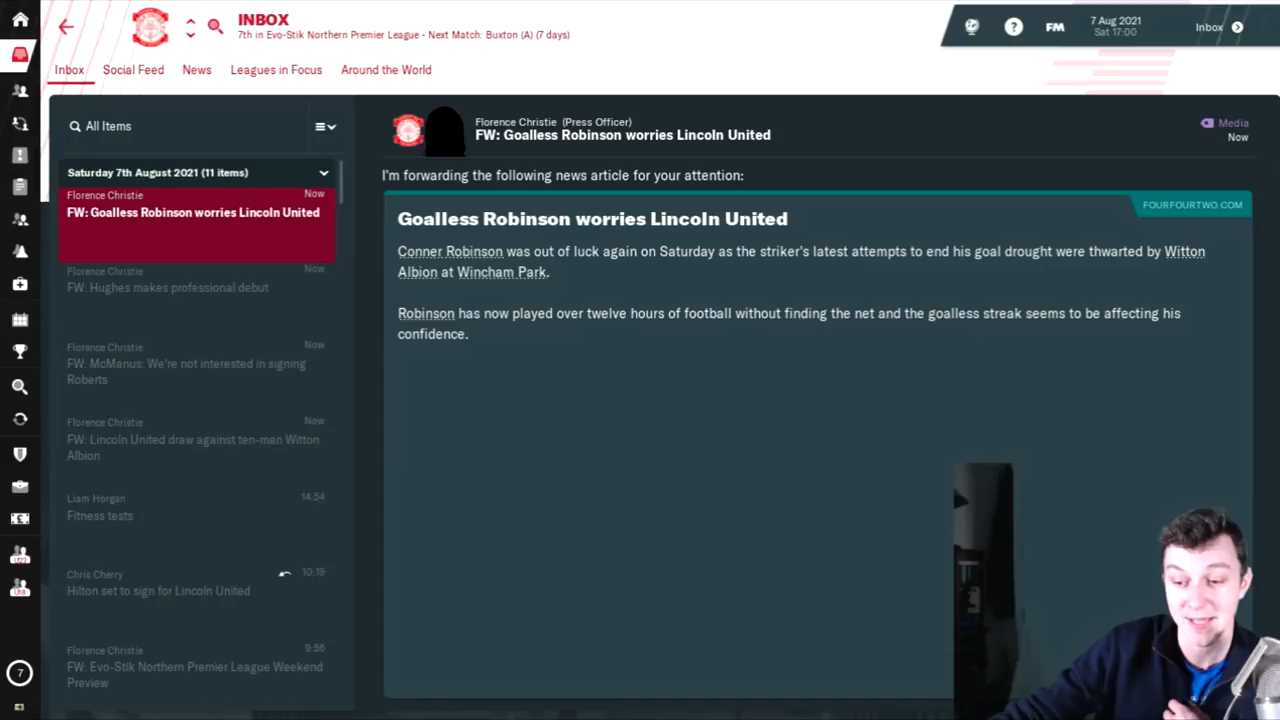 INBOX
7th in Evo-Stik Northern Premier League - Next Match: Buxton (A) (7 days)
FM
7 Aug 2021
Sat 17:00
Inbox
Inbox
Social Feed
News
Leagues in Focus
Around the World
All Items
Saturday 7th August 2021 (11 items)
Florence Christie
Now
FW: Goalless Robinson worries Lincoln United
Florence Christie
Now
FW: Hughes makes professional debut
Florence Christie
Now
FW: McManus: We're not interested in signing
Roberts
Florence Christie
Now
FW: Lincoln United draw against ten-man Witton
Albion
Liam Horgan
14:54
Fitness tests
Chris Cherry
10:19
Hilton set to sign for Lincoln United
Florence Christie
9:56
FW: Evo-Stik Northern Premier League Weekend
Preview
Florence Christie (Press Officer)
FW: Goalless Robinson worries Lincoln United
Media
Now
I'm forwarding the following news article for your attention:
FOURFOURTWO.COM
Goalless Robinson worries Lincoln United
Conner Robinson was out of luck again on Saturday as the striker's latest attempts to end his goal drought were thwarted by Witton
Albion at Wincham Park.
Robinson has now played over twelve hours of football without finding the net and the goalless streak seems to be affecting his
confidence.
U23
U18
7